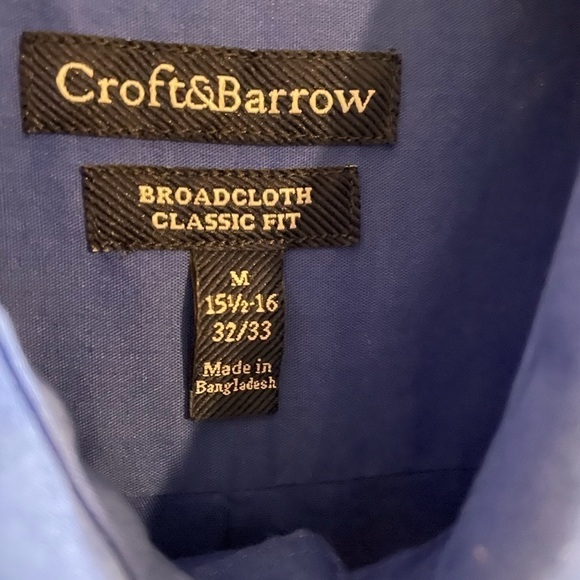 Croft&Barrow
BROADCLOTH
CLASSIC FIT
M
15½-16
32/33
Made in
Bangladesh